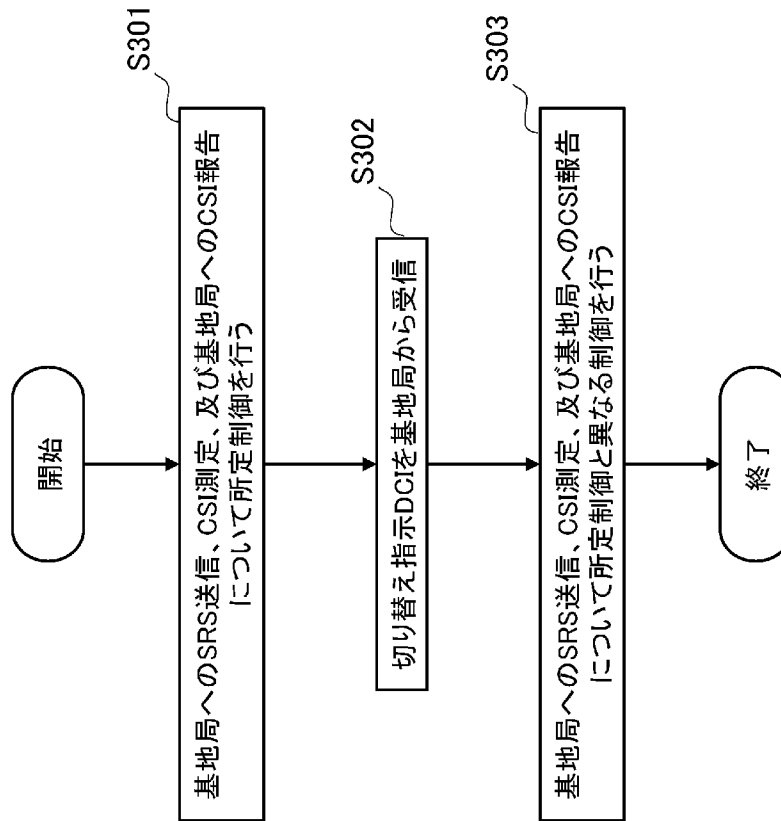 開始
S301
基地局へのSRS送信、CSI測定、及び基地局へのCSI報告
について所定制御を行う
S302
切り替え指示DCIを基地局から受信
S303
基地局へのSRS送信、CSI測定、及び基地局へのCSI報告
について所定制御と異なる制御を行う
終了